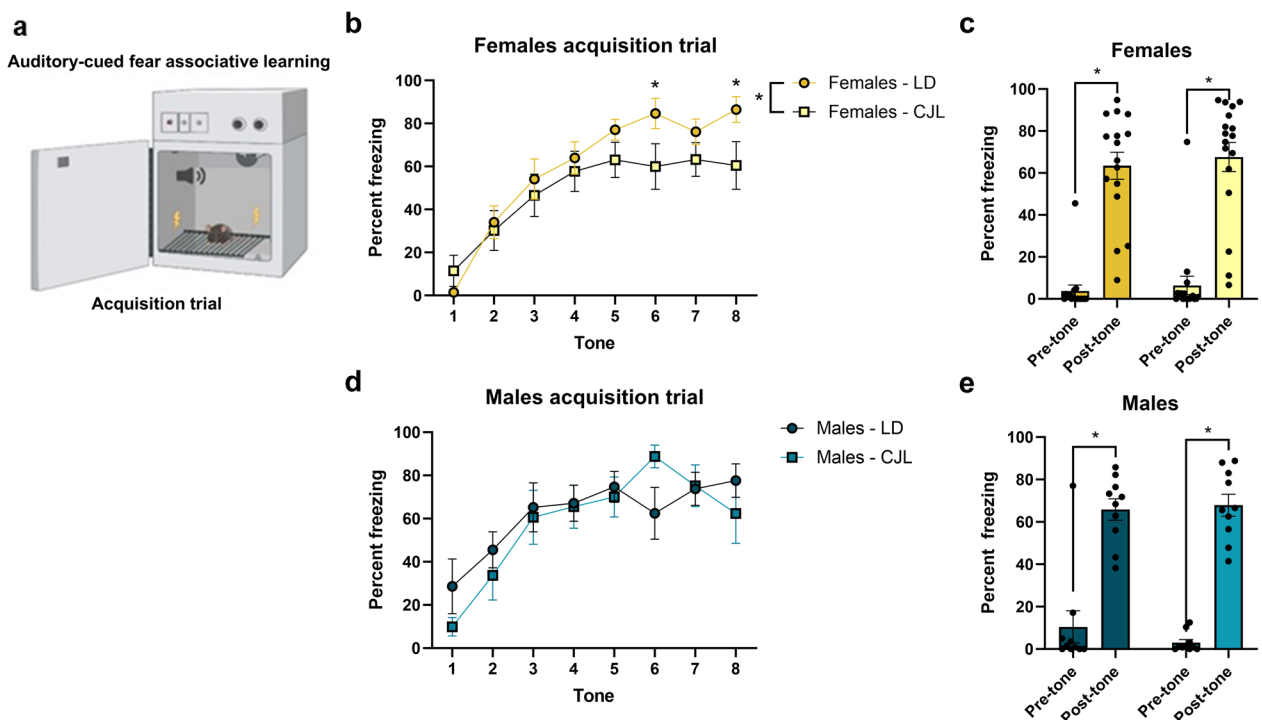 a
Auditory-cued fear associative learning
Acquisition trial
b
Females acquisition trial
Percent freezing
100
80
60
40
20
0
1 2 3 4 5 6 7 8
Tone
* *
*
Females - LD
Females - CJL
c
Females
Percent freezing
100
80
60
40
20
0
* *
Pre-tone Post-tone Pre-tone Post-tone
d
Males acquisition trial
Percent freezing
100
80
60
40
20
0
1 2 3 4 5 6 7 8
Tone
Males - LD
Males - CJL
e
Males
Percent freezing
100
80
60
40
20
0
* *
Pre-tone Post-tone Pre-tone Post-tone